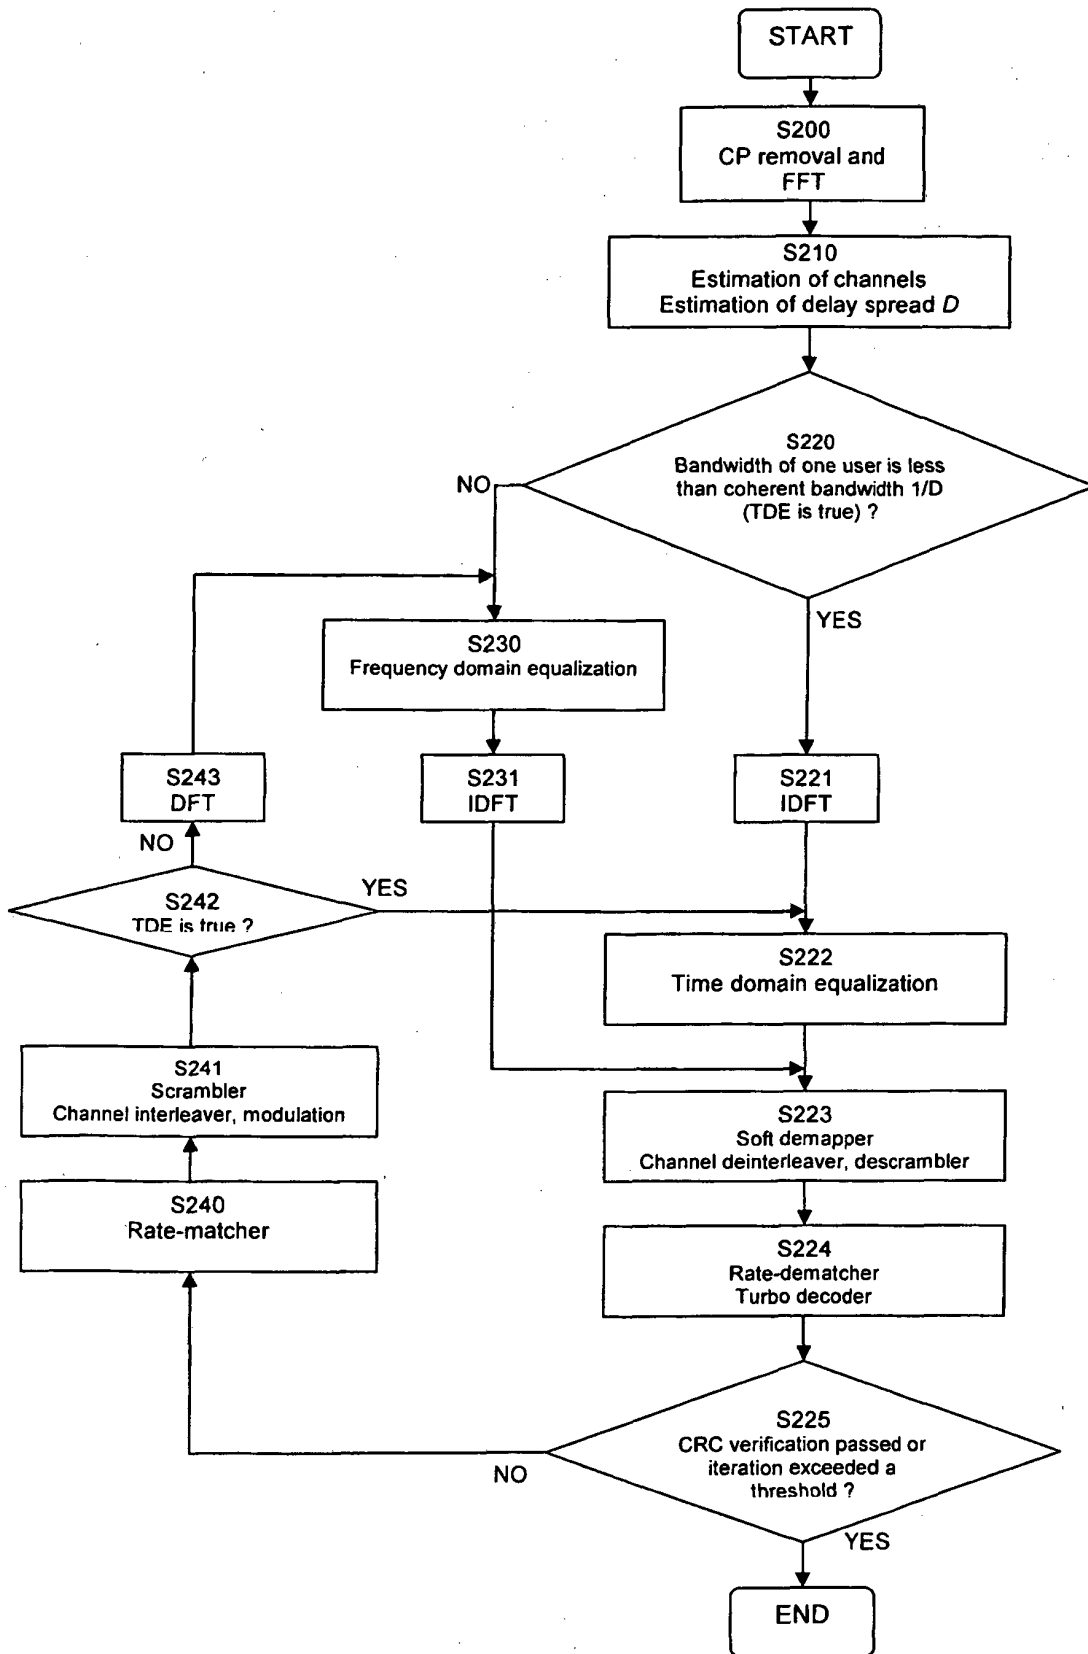 START
S200
CP removal and
FFT
S210
Estimation of channels
Estimation of delay spread D
S220
Bandwidth of one user is less
than coherent bandwidth 1/D
(TDE is true) ?
NO
YES
S230
Frequency domain equalization
S243
DFT
S231
IDFT
S221
IDFT
NO
S242
TDE is true ?
YES
S222
Time domain equalization
S241
Scrambler
Channel interleaver, modulation
S223
Soft demapper
Channel deinterleaver, descrambler
S240
Rate-matcher
S224
Rate-dematcher
Turbo decoder
S225
CRC verification passed or
iteration exceeded a
threshold ?
NO
YES
END